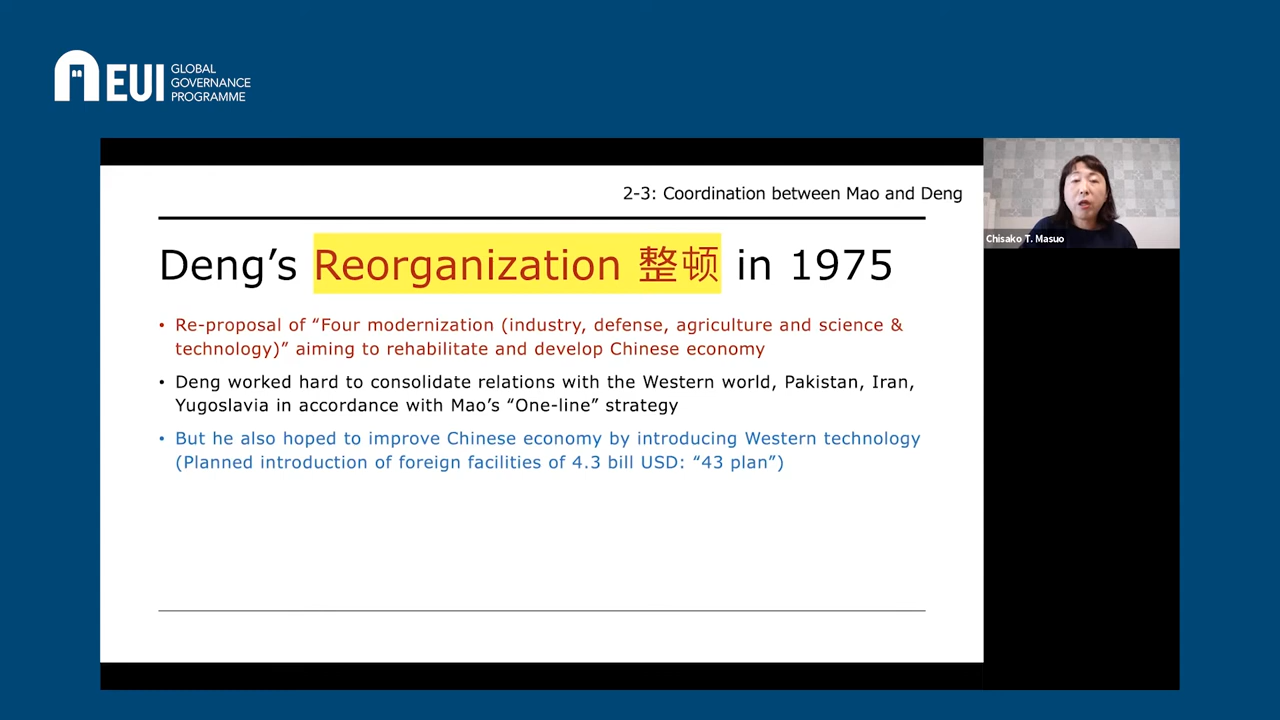 EUI
GLOBAL
GOVERNANCE
PROGRAMME
2-3: Coordination between Mao and Deng
Deng’s Reorganization 整顿 in 1975
• Re-proposal of “Four modernization (industry, defense, agriculture and science &
technology)” aiming to rehabilitate and develop Chinese economy
• Deng worked hard to consolidate relations with the Western world, Pakistan, Iran,
Yugoslavia in accordance with Mao’s “One-line” strategy
• But he also hoped to improve Chinese economy by introducing Western technology
(Planned introduction of foreign facilities of 4.3 bill USD: “43 plan”)
Chisako T. Masuo